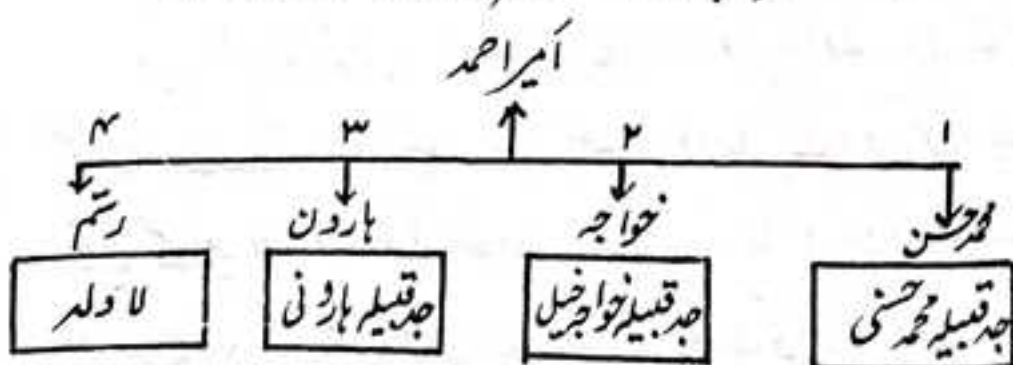 امیر احمد
۱ ۲ ۳ ۴
محمد حسن خواجہ ہارون رستم
جد قبیلہ محمد حسنی جد قبیلہ خواجہ خیل جد قبیلہ ہارونی لا ولد